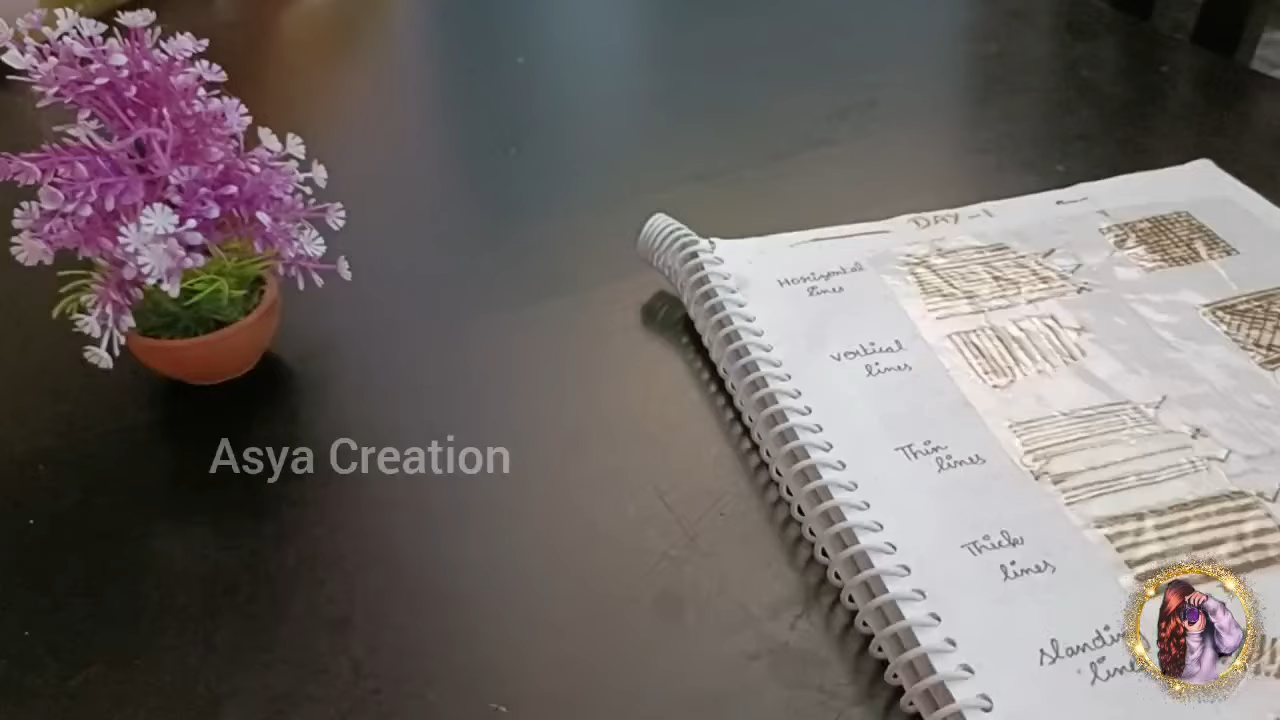 DAY-1
Horizontal
lines
vertical
lines
Thin
lines
Asya Creation
Thick
lines